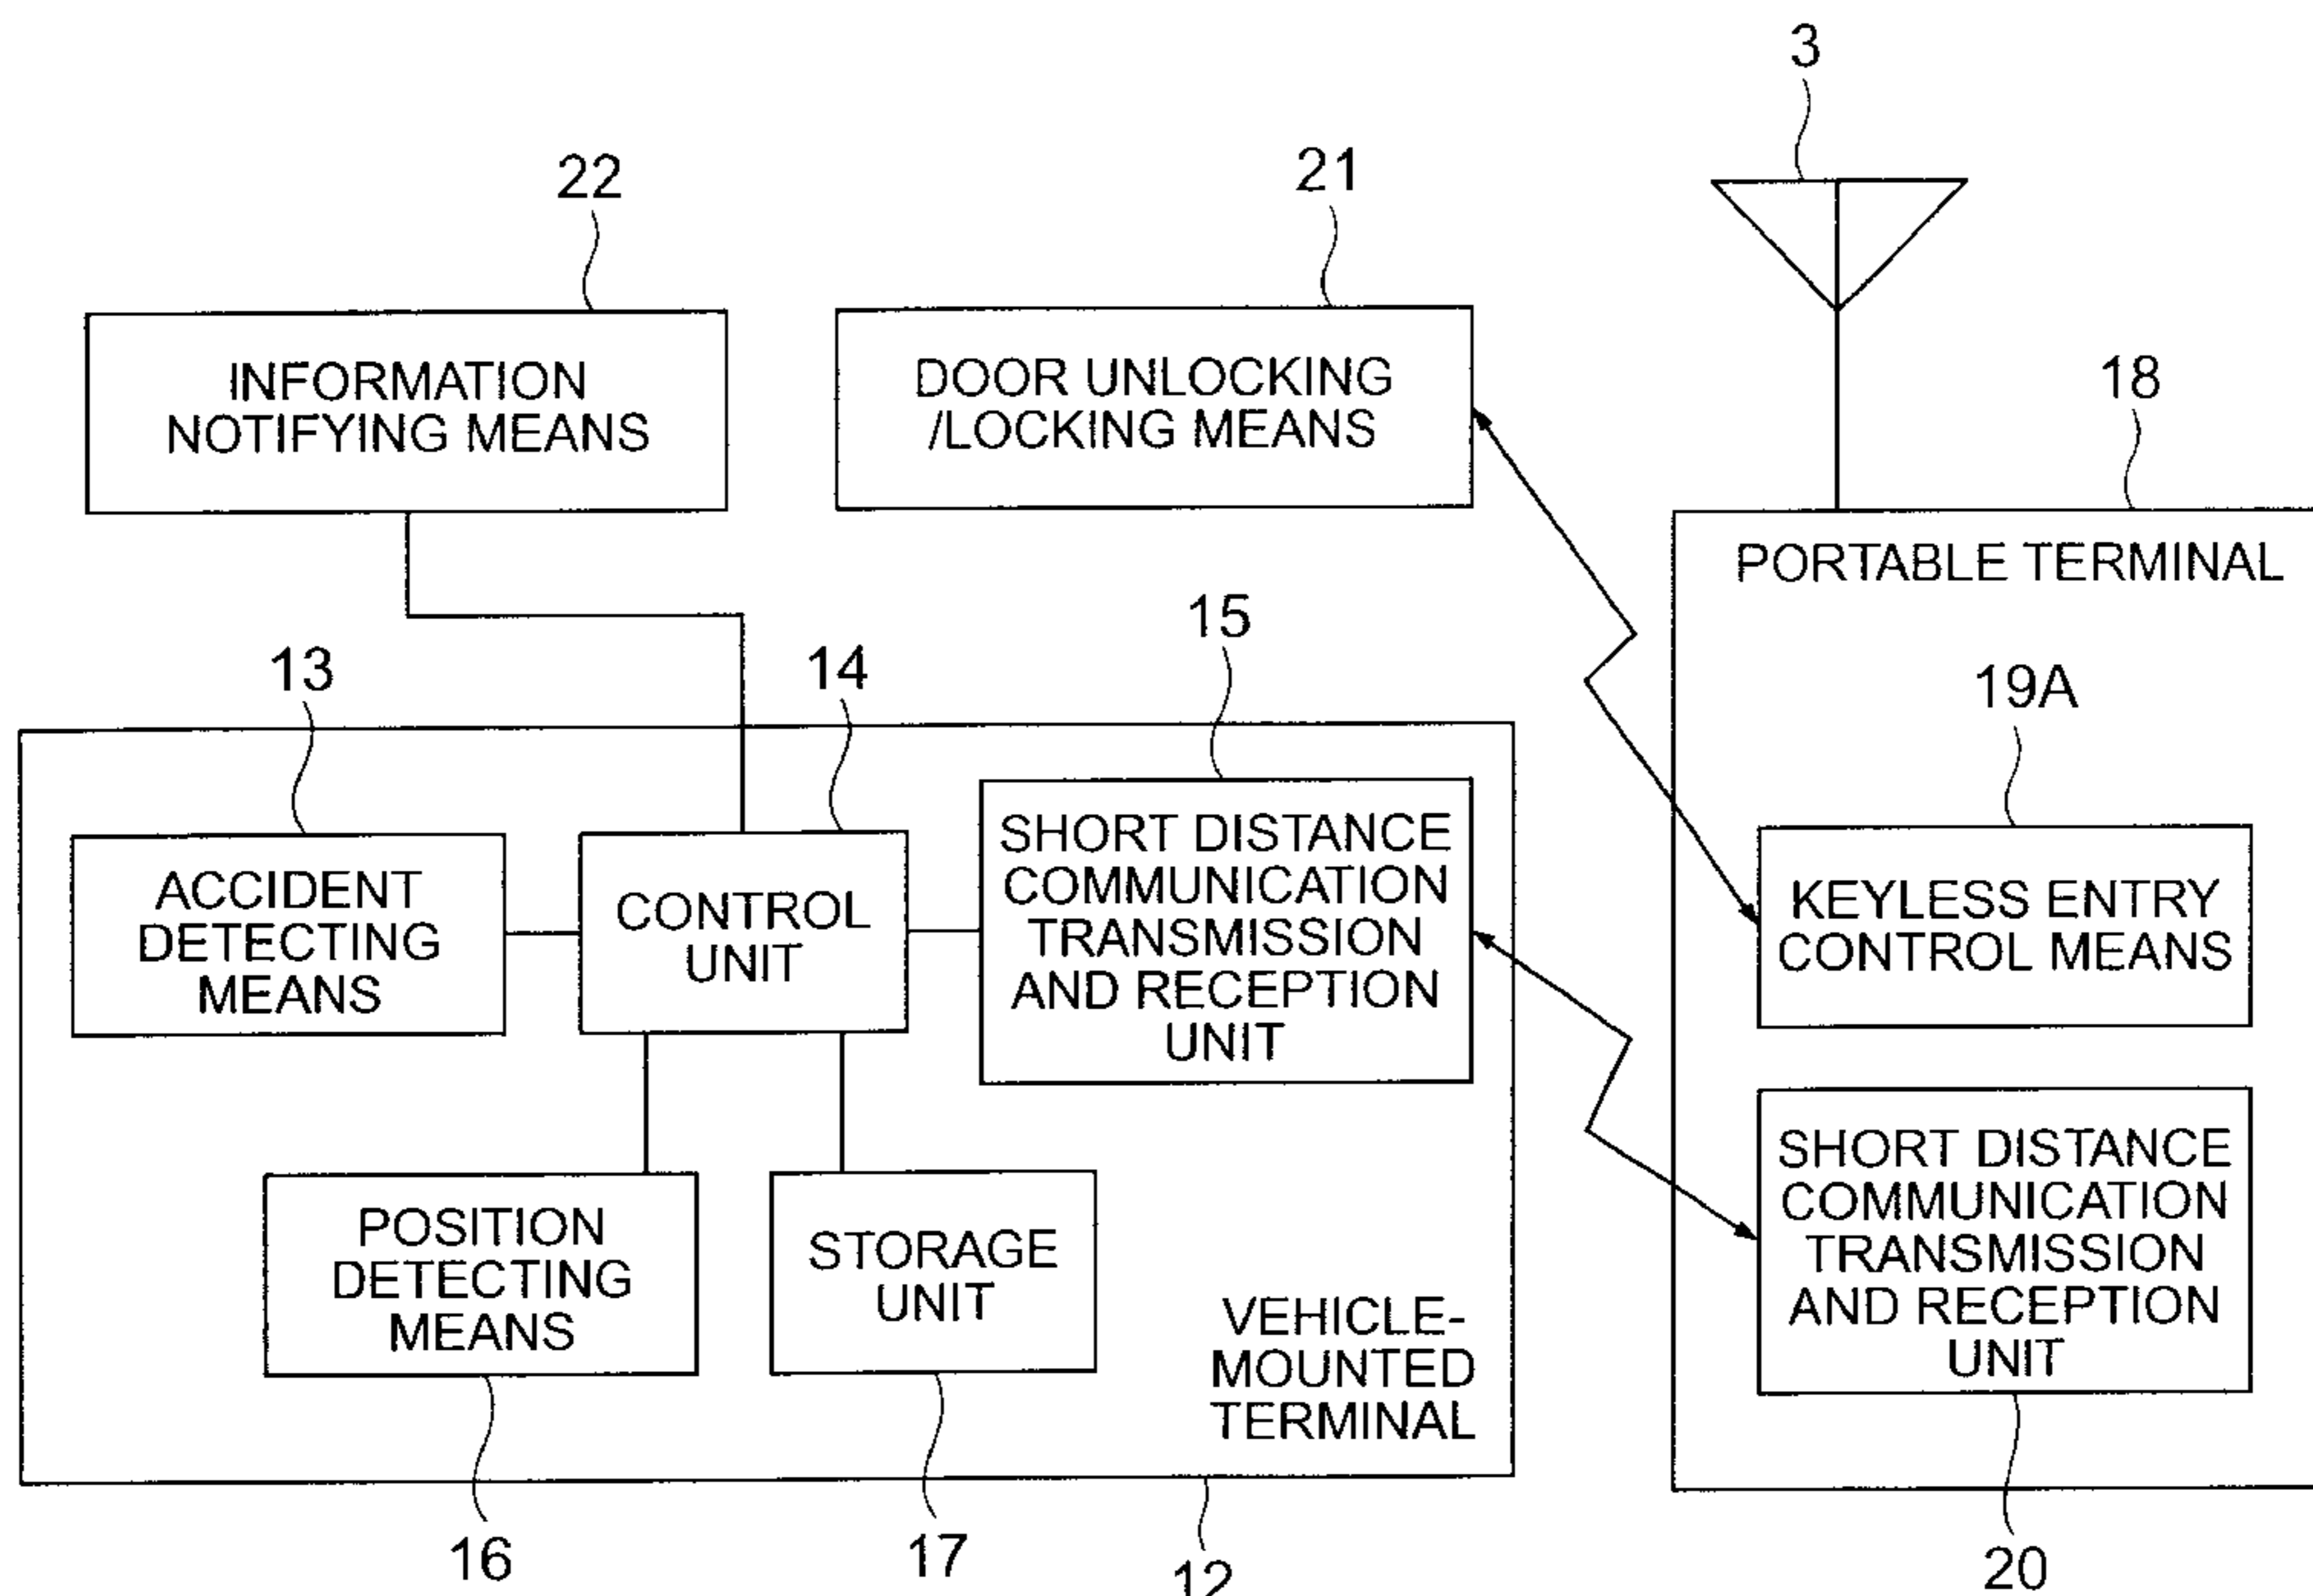 3
22
21
INFORMATION
NOTIFYING MEANS
DOOR UNLOCKING
/LOCKING MEANS
18
PORTABLE TERMINAL
13
14
15
19A
ACCIDENT
DETECTING
MEANS
CONTROL
UNIT
SHORT DISTANCE
COMMUNICATION
TRANSMISSION
AND RECEPTION
UNIT
KEYLESS ENTRY
CONTROL MEANS
POSITION
DETECTING
MEANS
STORAGE
UNIT
VEHICLE-
MOUNTED
TERMINAL
SHORT DISTANCE
COMMUNICATION
TRANSMISSION
AND RECEPTION
UNIT
16
17
12
20